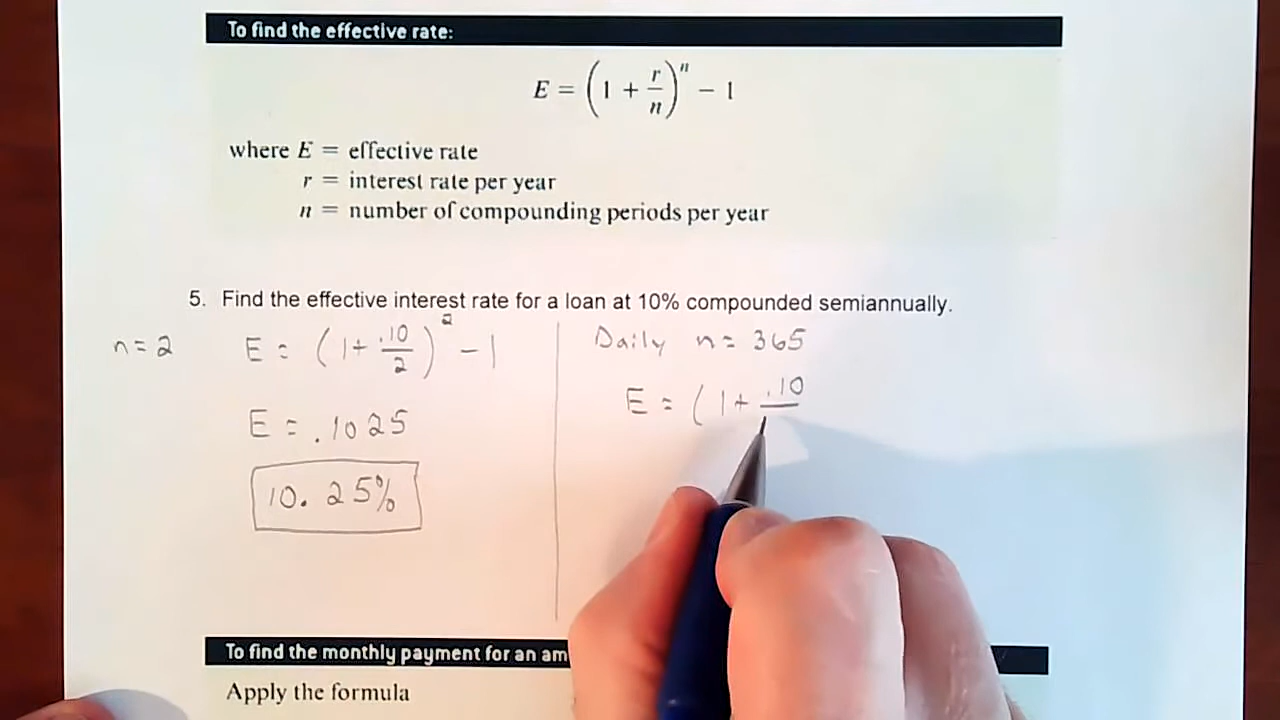 To find the effective rate:
E = (1 + r/n)^n − 1
where E = effective rate
r = interest rate per year
n = number of compounding periods per year
5. Find the effective interest rate for a loan at 10% compounded semiannually.
n = 2
E = (1 + .10/2)^2 − 1
E = .1025
10.25%
Daily n = 365
E = (1 + .10
To find the monthly payment for an am
Apply the formula